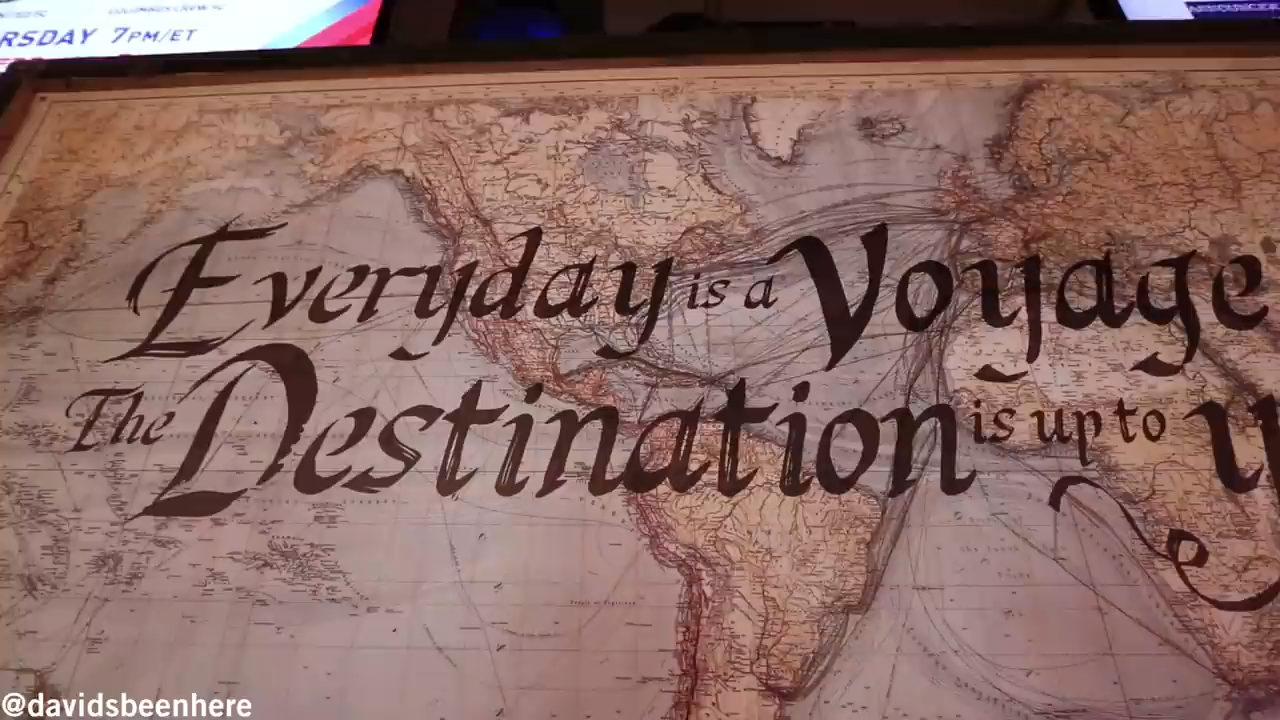 RSDAY 7PM/ET
Everyday is a Voyage
The Destination is up to
@davidsbeenhere